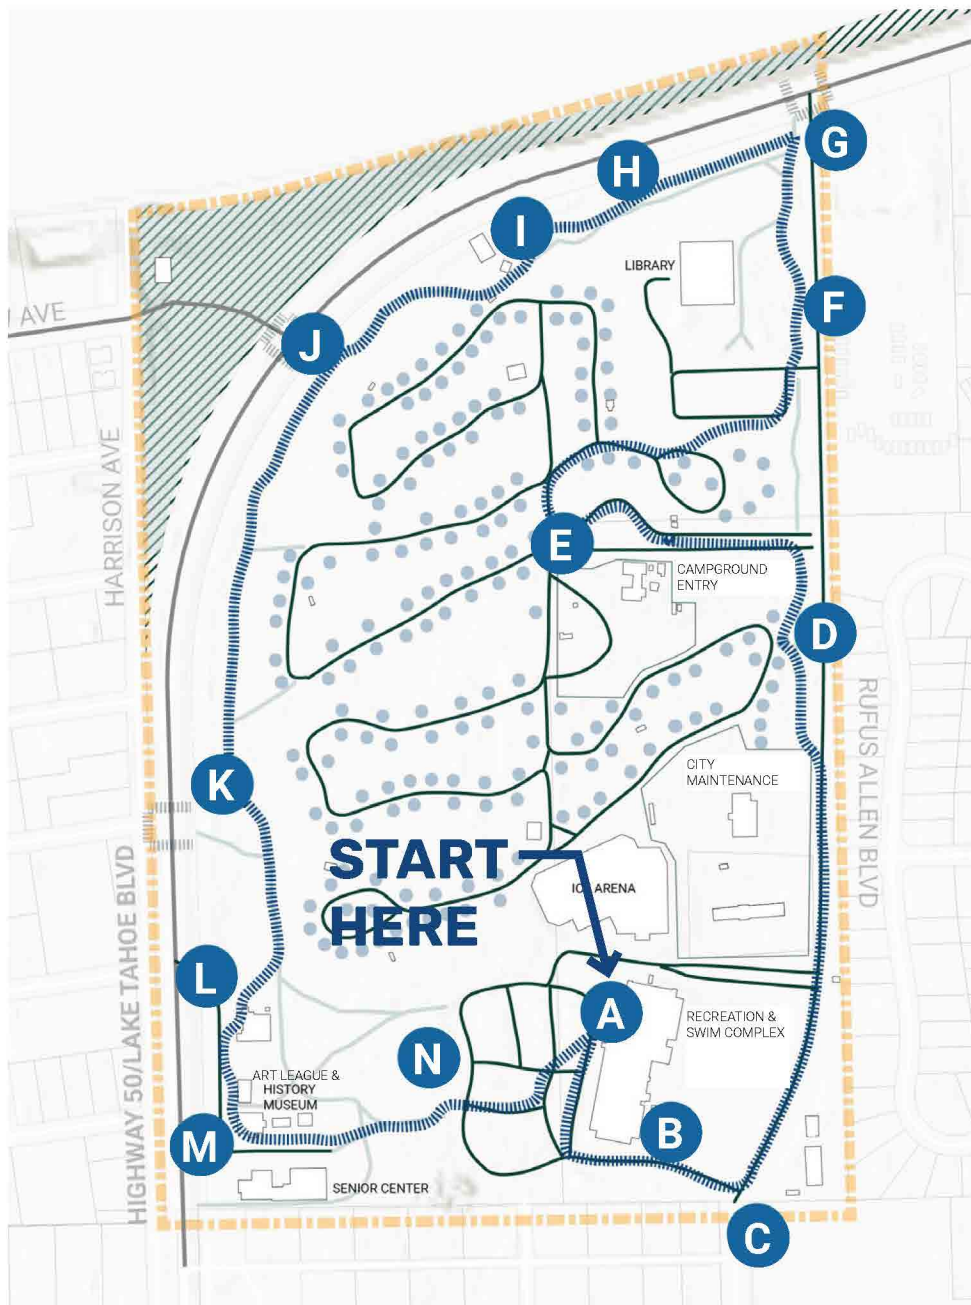 G
H
I
LIBRARY
F
AVE
J
HARRISON AVE
E
CAMPGROUND
ENTRY
D
RUFUS ALLEN BLVD
K
CITY
MAINTENANCE
START
HERE
ARENA
HIGHWAY 50/LAKE TAHOE BLVD
L
A
RECREATION &
SWIM COMPLEX
N
ART LEAGUE &
HISTORY
MUSEUM
B
M
SENIOR CENTER
C